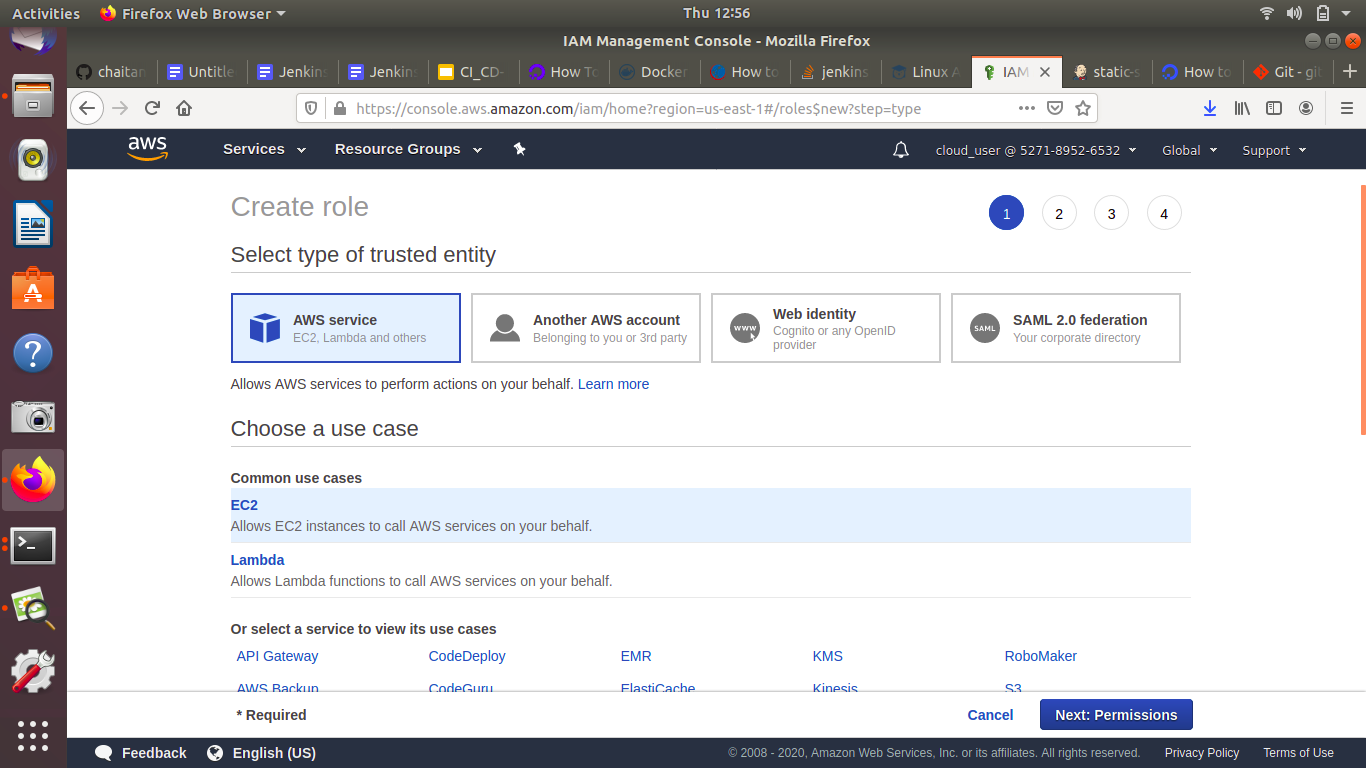 Activities Firefox Web Browser Thu 12:56
IAM Management Console - Mozilla Firefox
chaitan Untitle Jenkins Jenkins CI_CD- How To Docker How to jenkins Linux A IAM static-s How to Git - git
https://console.aws.amazon.com/iam/home?region=us-east-1#/roles$new?step=type
aws Services Resource Groups cloud_user @ 5271-8952-6532 Global Support
Create role
1 2 3 4
Select type of trusted entity
AWS service
EC2, Lambda and others
Another AWS account
Belonging to you or 3rd party
WWW
Web identity
Cognito or any OpenID
provider
SAML
SAML 2.0 federation
Your corporate directory
Allows AWS services to perform actions on your behalf. Learn more
Choose a use case
Common use cases
EC2
Allows EC2 instances to call AWS services on your behalf.
Lambda
Allows Lambda functions to call AWS services on your behalf.
Or select a service to view its use cases
API Gateway CodeDeploy EMR KMS RoboMaker
AWS Backup CodeGuru ElastiCache Kinesis S3
* Required Cancel Next: Permissions
Feedback English (US) © 2008 - 2020, Amazon Web Services, Inc. or its affiliates. All rights reserved. Privacy Policy Terms of Use